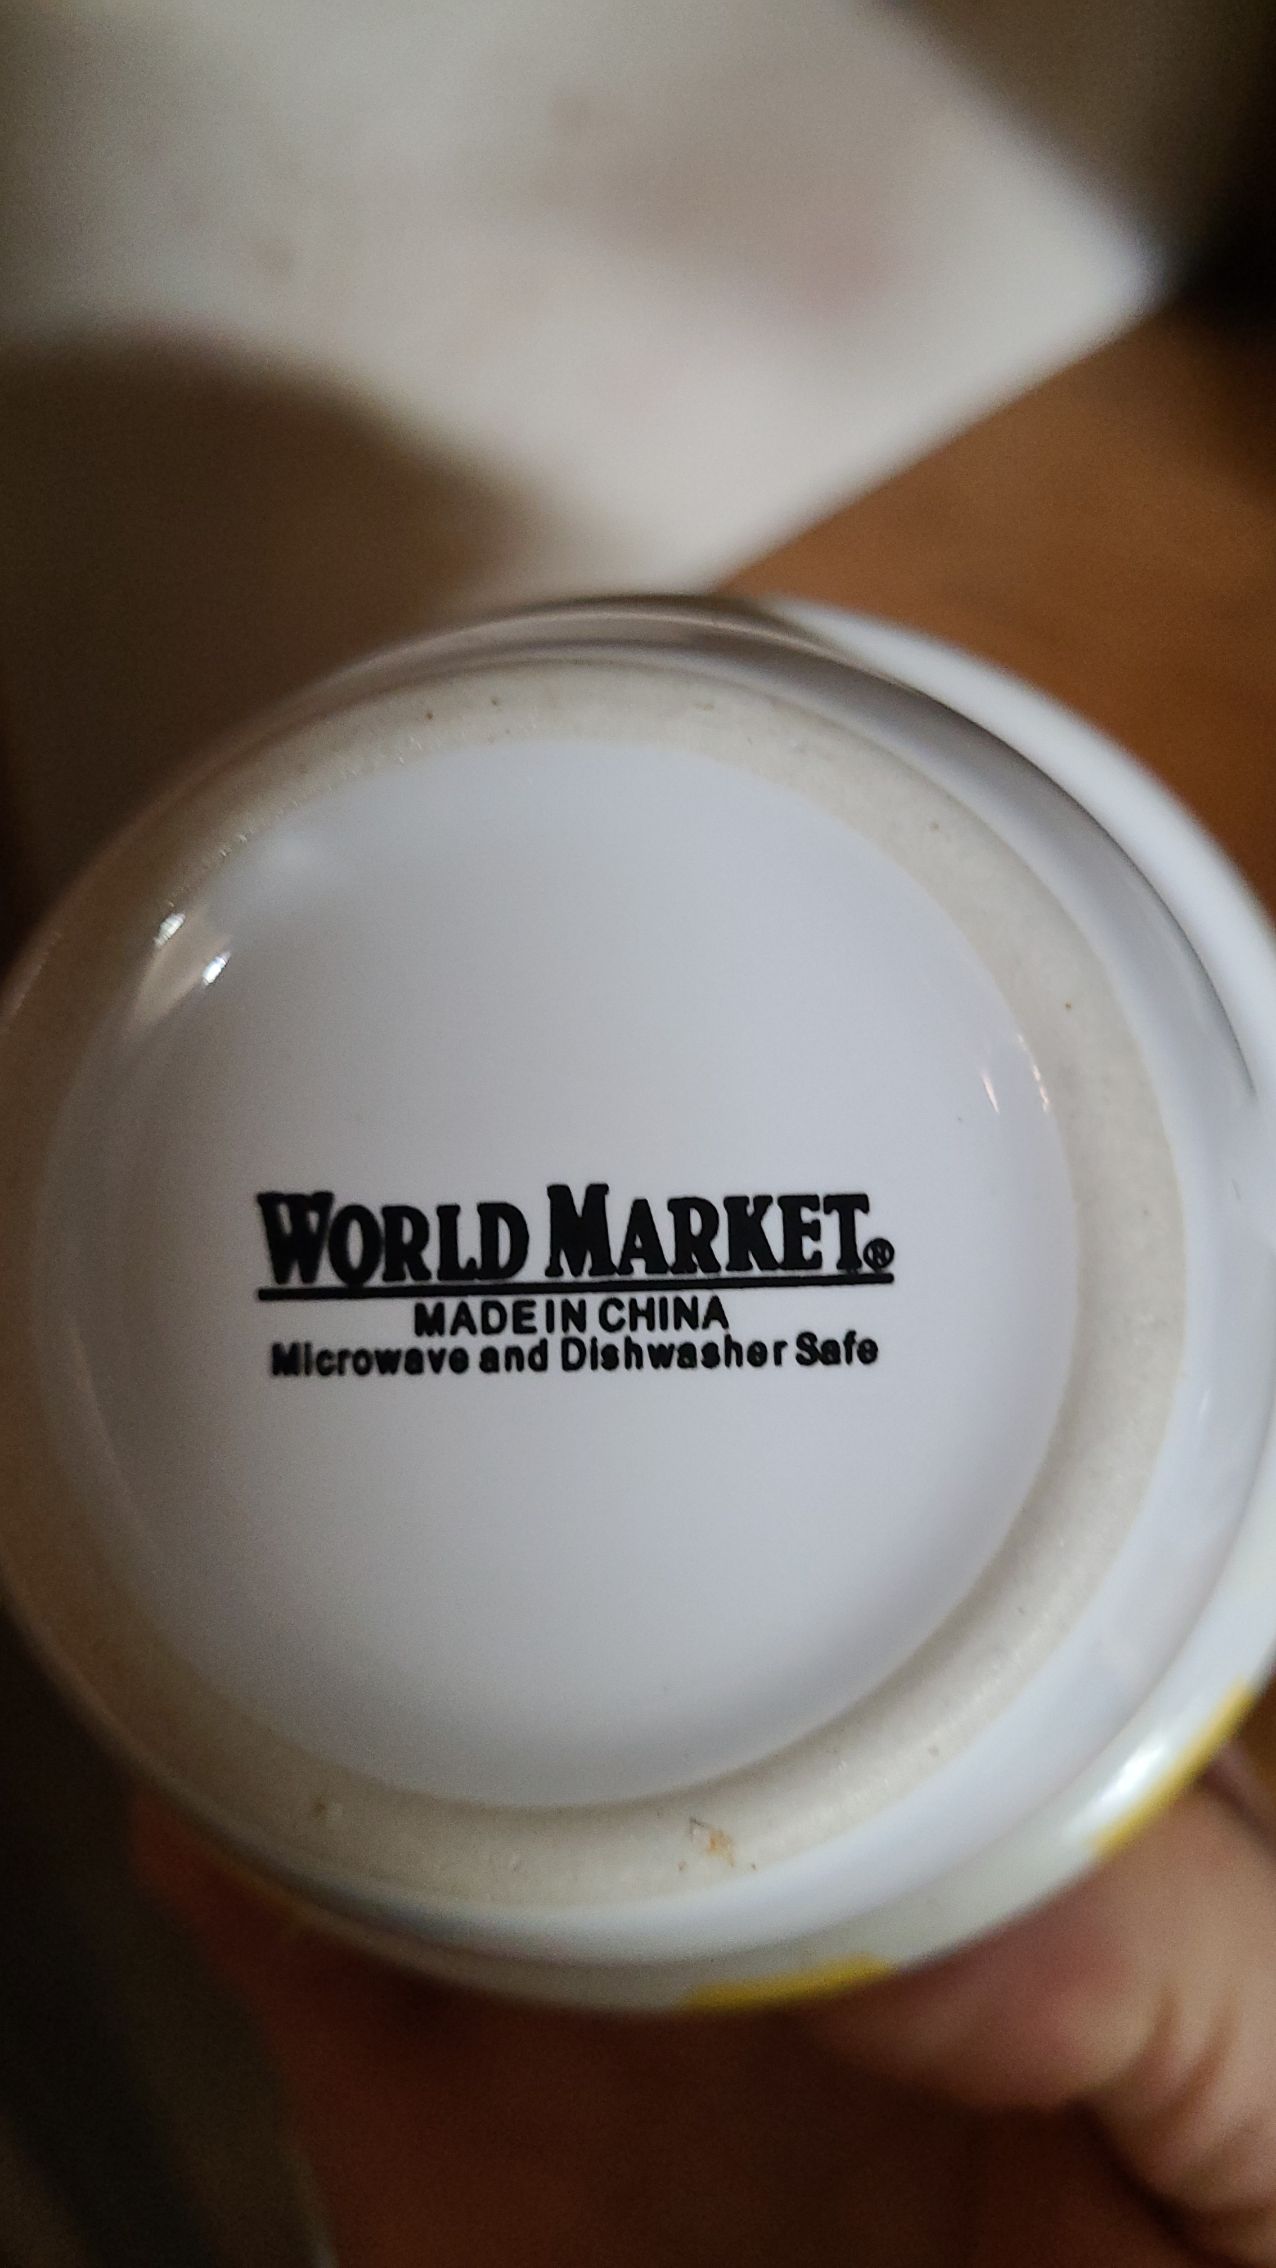 WORLD MARKET®
MADE IN CHINA
Microwave and Dishwasher Safe